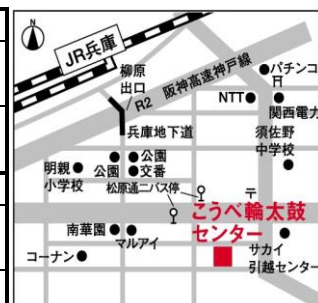 JR兵庫
柳原
出口
R2
阪神高速神戸線
パチンコ
NTT
関西電力
兵庫地下道
須佐野
中学校
公園
明親
小学校
公園
交番
松原通二バス停
こうべ輪太鼓
センター
南華園
マルアイ
コーナン
サカイ
引越センター